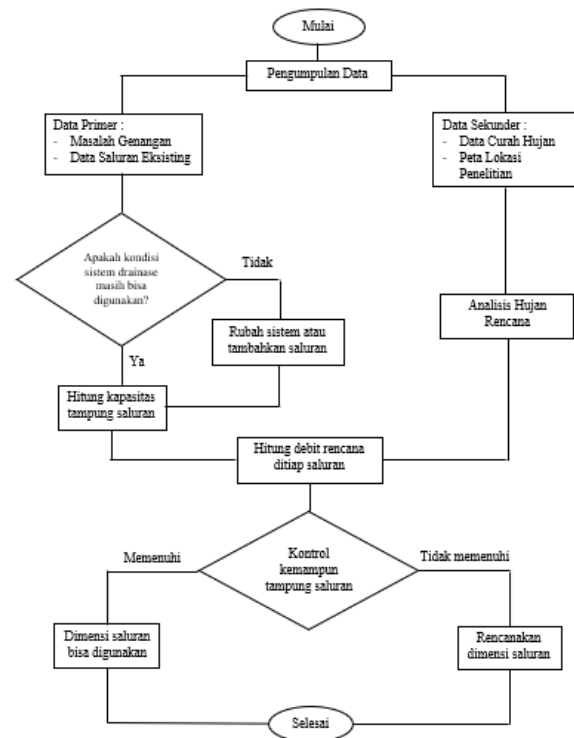 Mulai
Pengumpulan Data
Data Primer :
- Masalah Genangan
- Data Saluran Eksisting
Data Sekunder :
- Data Curah Hujan
- Peta Lokasi
Penelitian
Apakah kondisi
sistem drainase
masih bisa
digunakan?
Tidak
Rubah sistem atau
tambahkan saluran
Analisis Hujan
Rencana
Ya
Hitung kapasitas
tampung saluran
Hitung debit rencana
ditiap saluran
Memenuhi
Kontrol
kemampun
tampung saluran
Tidak memenuhi
Dimensi saluran
bisa digunakan
Rencanakan
dimensi saluran
Selesai